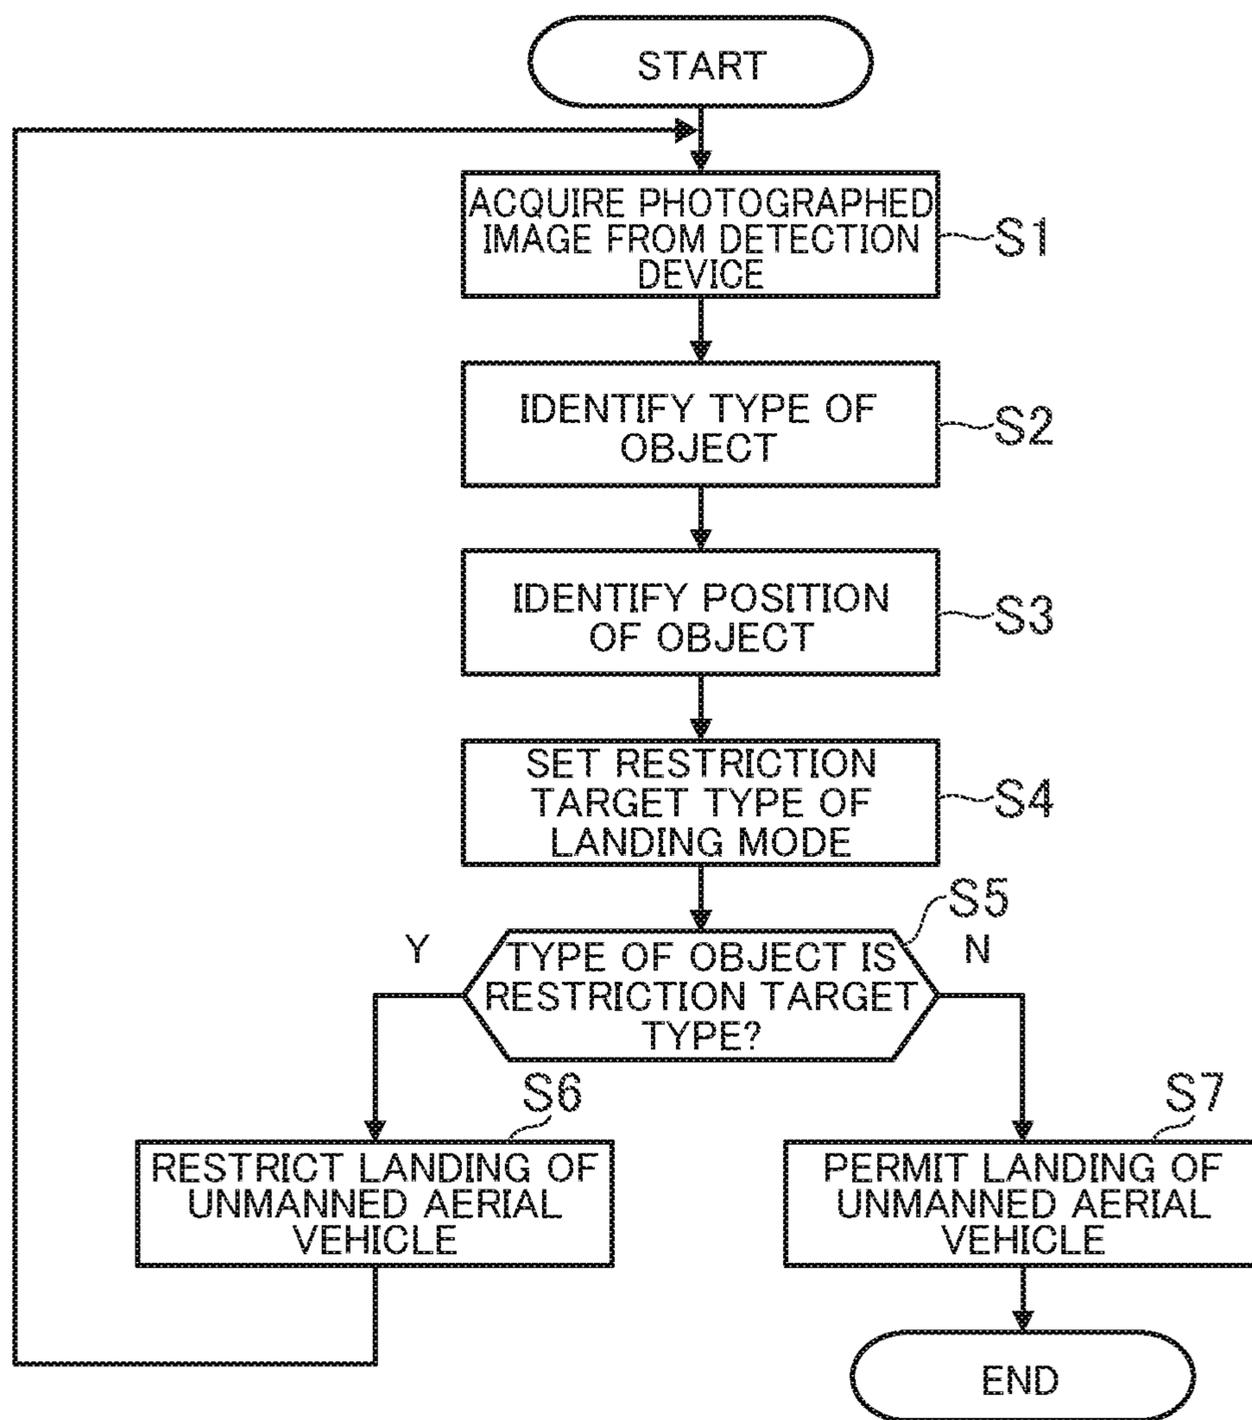 START
ACQUIRE PHOTOGRAPHED
IMAGE FROM DETECTION
DEVICE
S1
IDENTIFY TYPE OF
OBJECT
S2
IDENTIFY POSITION
OF OBJECT
S3
SET RESTRICTION
TARGET TYPE OF
LANDING MODE
S4
S5
Y
TYPE OF OBJECT IS
RESTRICTION TARGET
TYPE?
N
S6
RESTRICT LANDING OF
UNMANNED AERIAL
VEHICLE
S7
PERMIT LANDING OF
UNMANNED AERIAL
VEHICLE
END